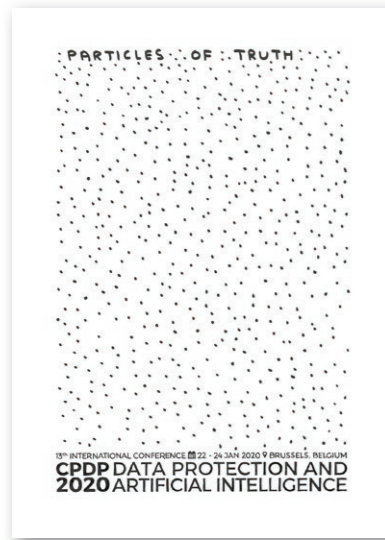 PARTICLES OF TRUTH
13th INTERNATIONAL CONFERENCE 22 - 24 JAN 2020 BRUSSELS, BELGIUM
CPDP DATA PROTECTION AND
2020 ARTIFICIAL INTELLIGENCE